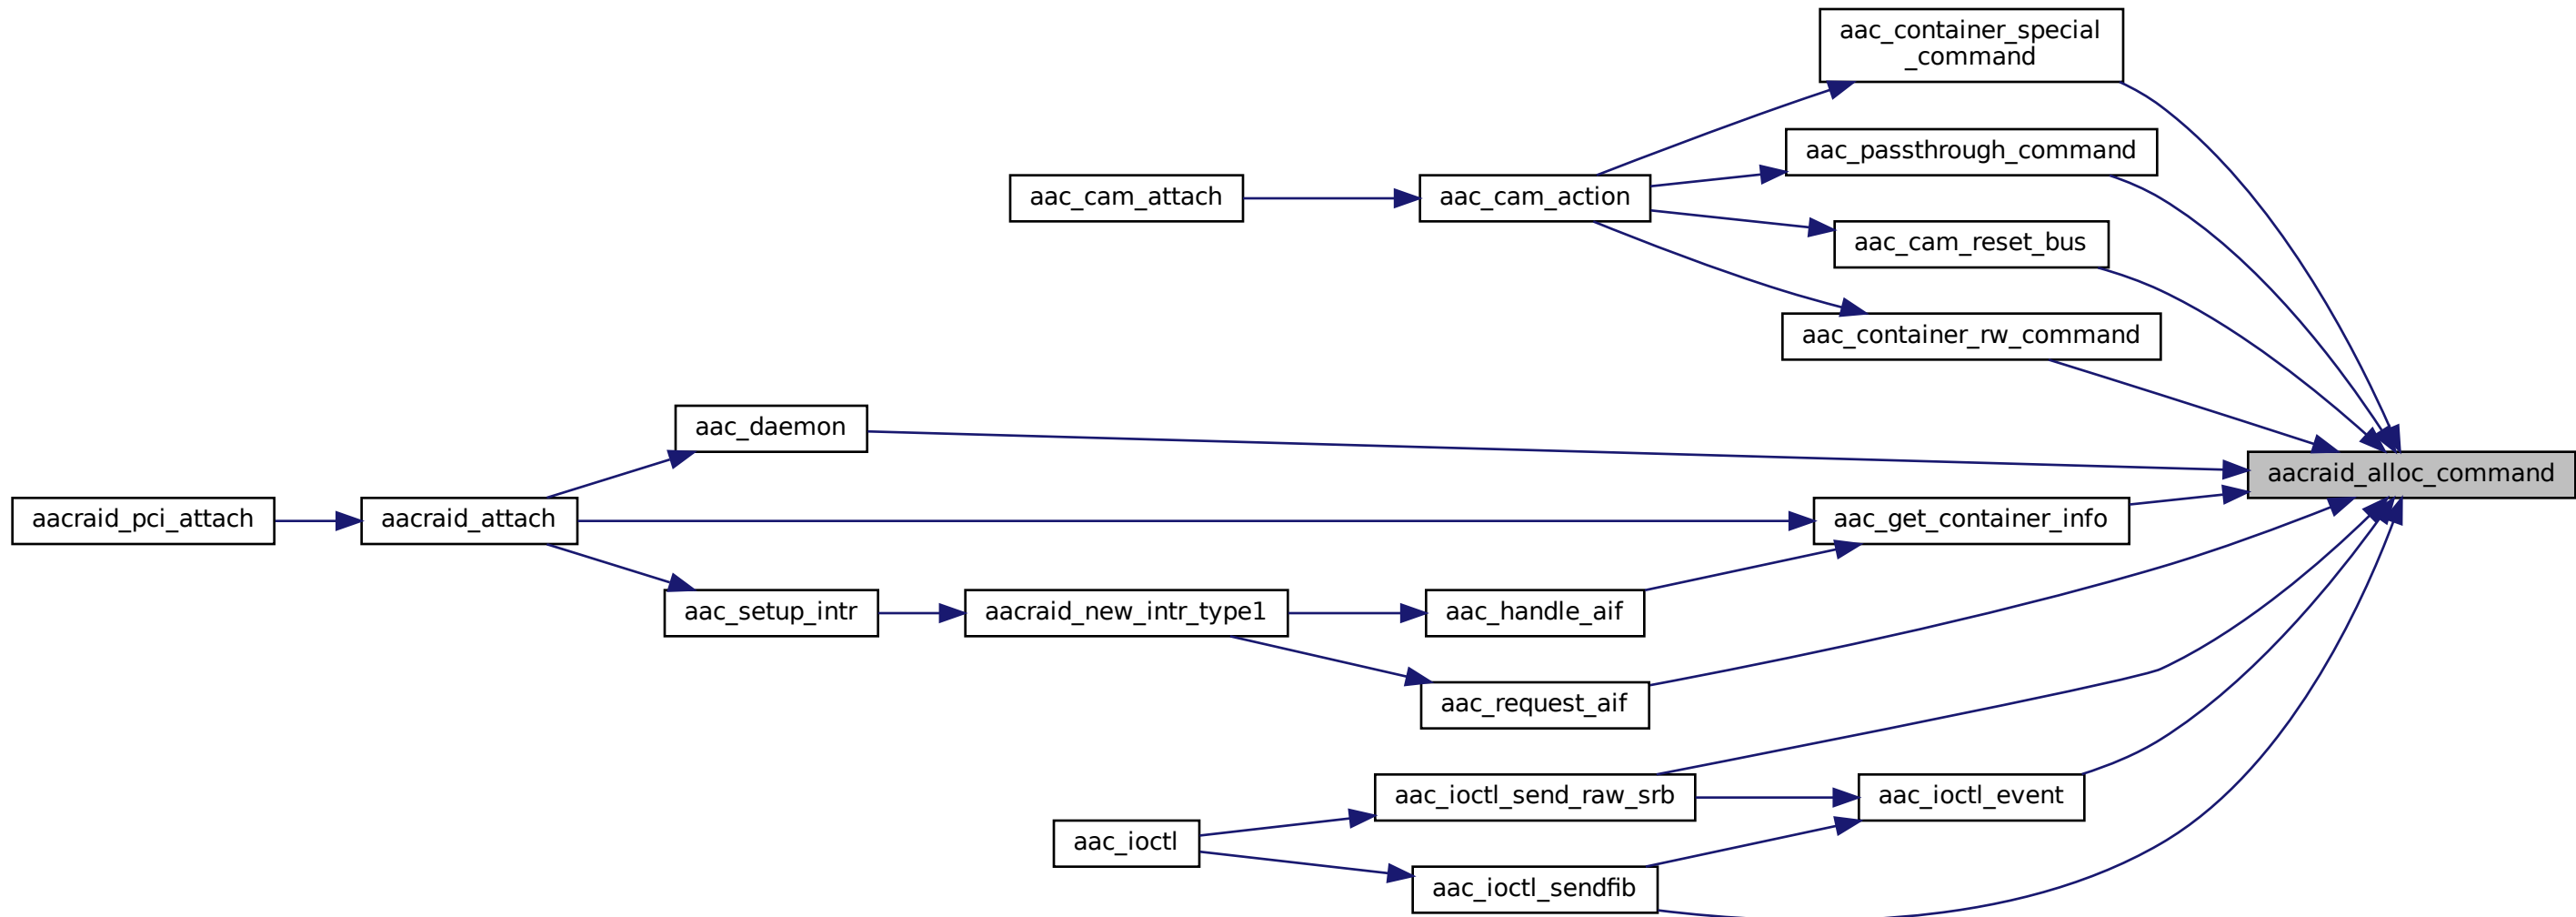 aac_container_special
_command
aac_passthrough_command
aac_cam_attach
aac_cam_action
aac_cam_reset_bus
aac_container_rw_command
aac_daemon
aacraid_alloc_command
aacraid_pci_attach
aacraid_attach
aac_get_container_info
aac_setup_intr
aacraid_new_intr_type1
aac_handle_aif
aac_request_aif
aac_ioctl_send_raw_srb
aac_ioctl_event
aac_ioctl
aac_ioctl_sendfib